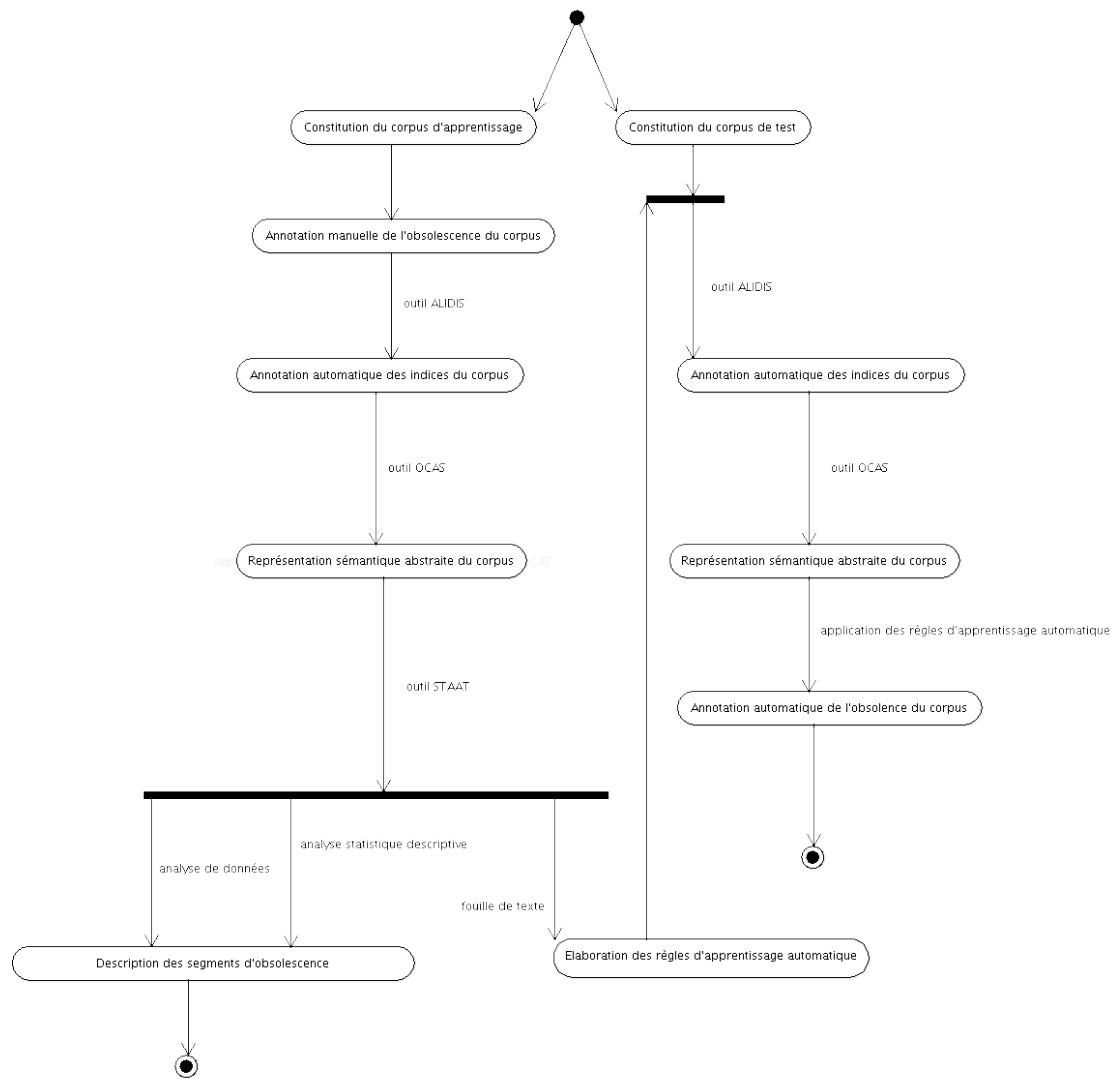 Constitution du corpus d'apprentissage
Constitution du corpus de test
Annotation manuelle de l'obsolescence du corpus
outil ALIDIS
outil ALIDIS
Annotation automatique des indices du corpus
Annotation automatique des indices du corpus
outil OCAS
outil OCAS
Représentation sémantique abstraite du corpus
Représentation sémantique abstraite du corpus
application des règles d'apprentissage automatique
outil STAAT
Annotation automatique de l'obsolence du corpus
analyse statistique descriptive
analyse de données
fouille de texte
Description des segments d'obsolescence
Elaboration des règles d'apprentissage automatique